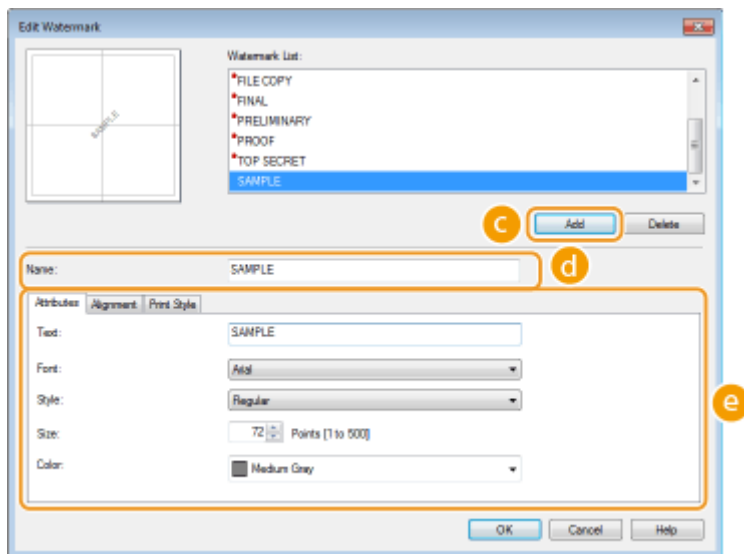 Edit Watermark
Watermark List:
SAMPLE
*FILE COPY
*FINAL
*PRELIMINARY
*PROOF
*TOP SECRET
SAMPLE
c
Add
Delete
Name:
SAMPLE
d
Attributes Alignment Print Style
Text:
SAMPLE
Font:
Arial
Style:
Regular
e
Size:
72 Points [1 to 500]
Color:
Medium Gray
OK Cancel Help